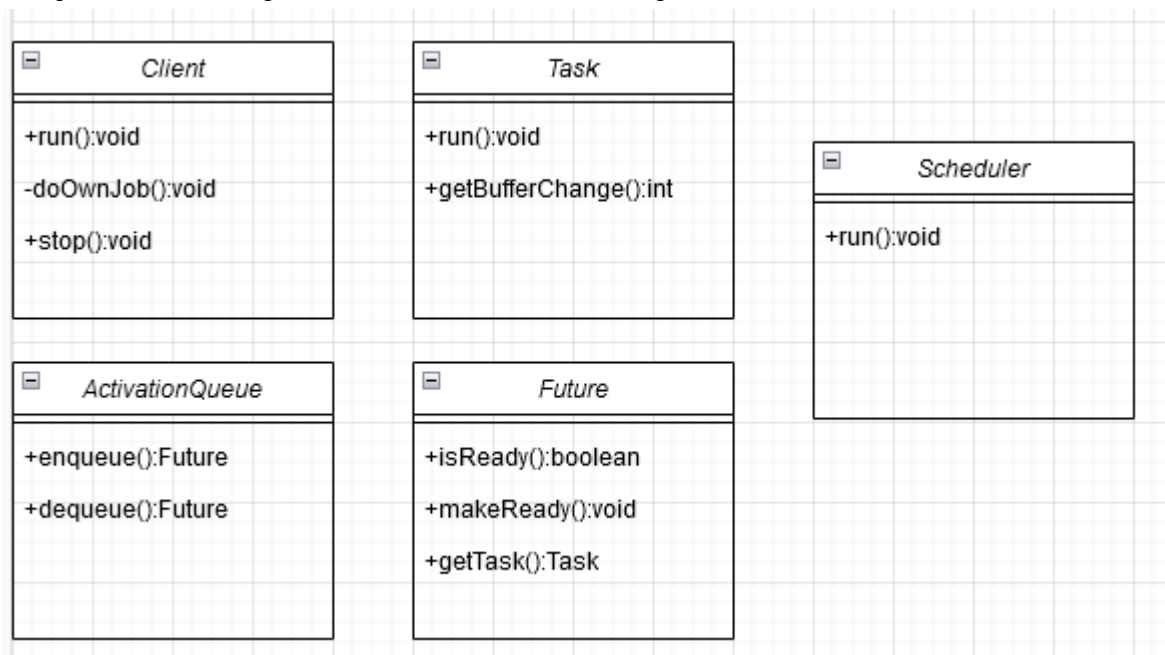 Client
+run():void
-doOwnJob():void
+stop():void
Task
+run():void
+getBufferChange():int
Scheduler
+run():void
ActivationQueue
+enqueue():Future
+dequeue():Future
Future
+isReady():boolean
+makeReady():void
+getTask():Task